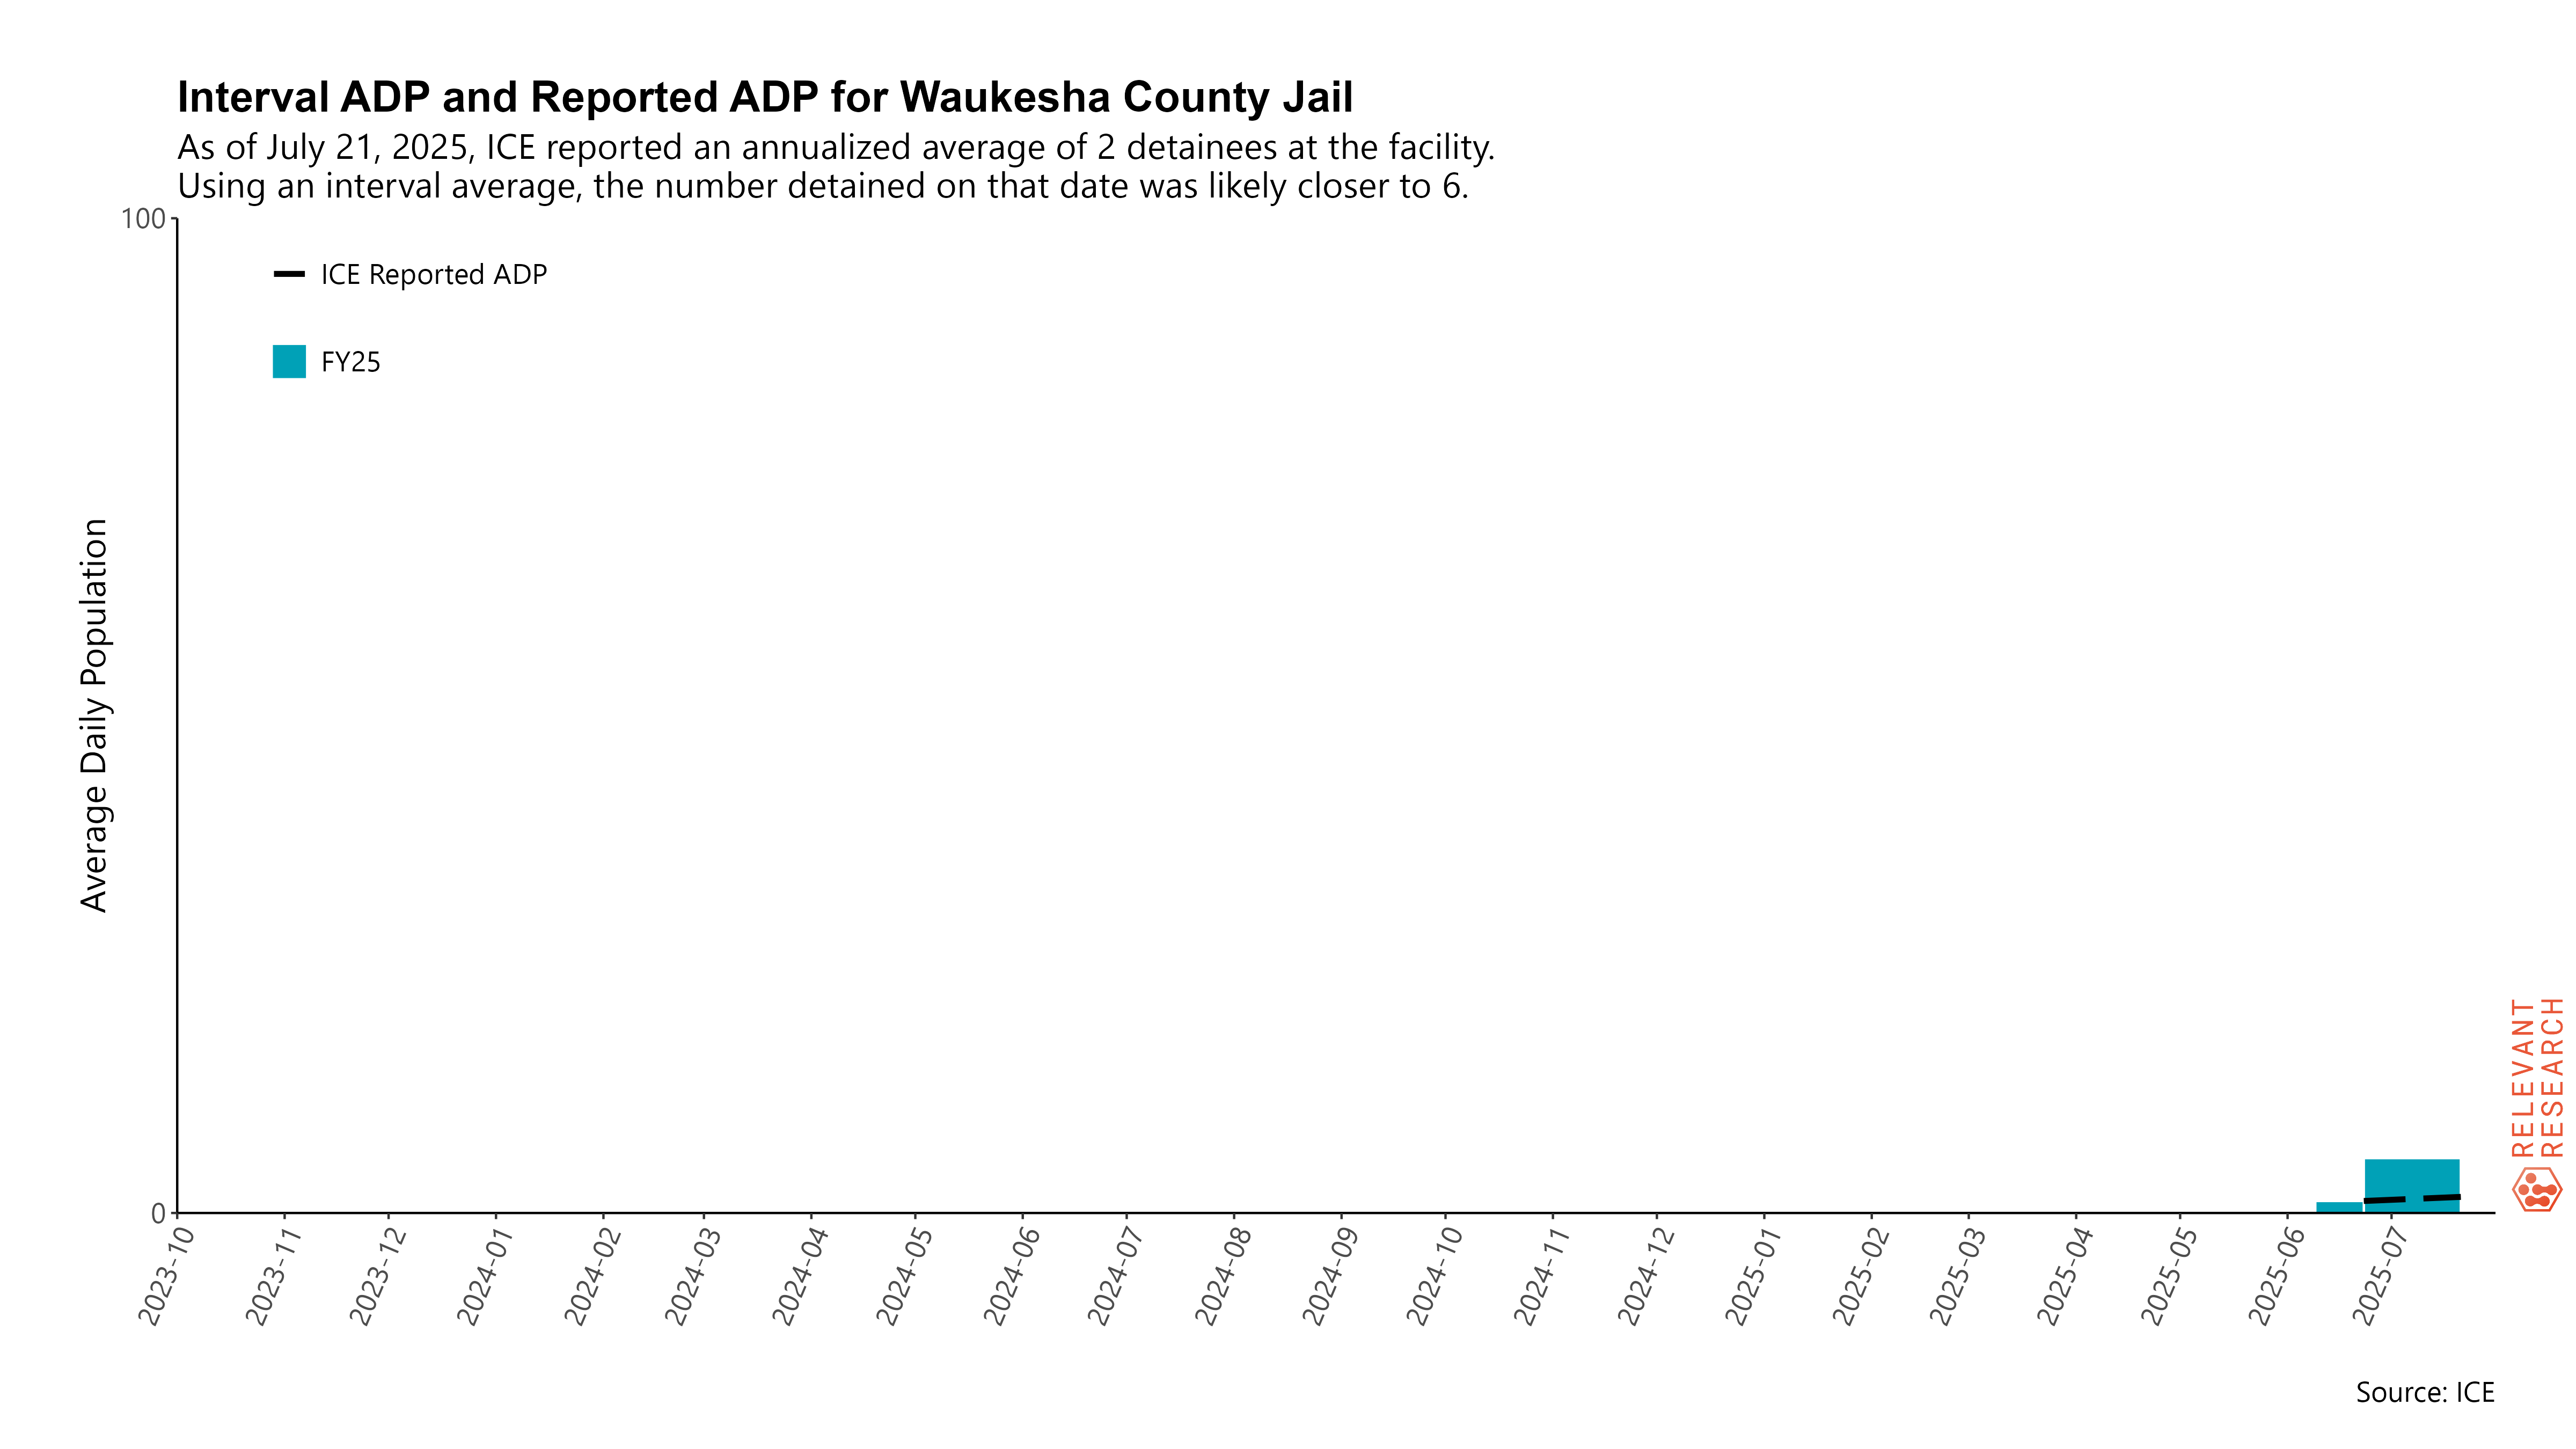 Interval ADP and Reported ADP for Waukesha County Jail
As of July 21, 2025, ICE reported an annualized average of 2 detainees at the facility.
Using an interval average, the number detained on that date was likely closer to 6.
100
ICE Reported ADP
FY25
Average Daily Population
0
2023-10
2023-11
2023-12
2024-01
2024-02
2024-03
2024-04
2024-05
2024-06
2024-07
2024-08
2024-09
2024-10
2024-11
2024-12
2025-01
2025-02
2025-03
2025-04
2025-05
2025-06
2025-07
RELEVANT
RESEARCH
Source: ICE